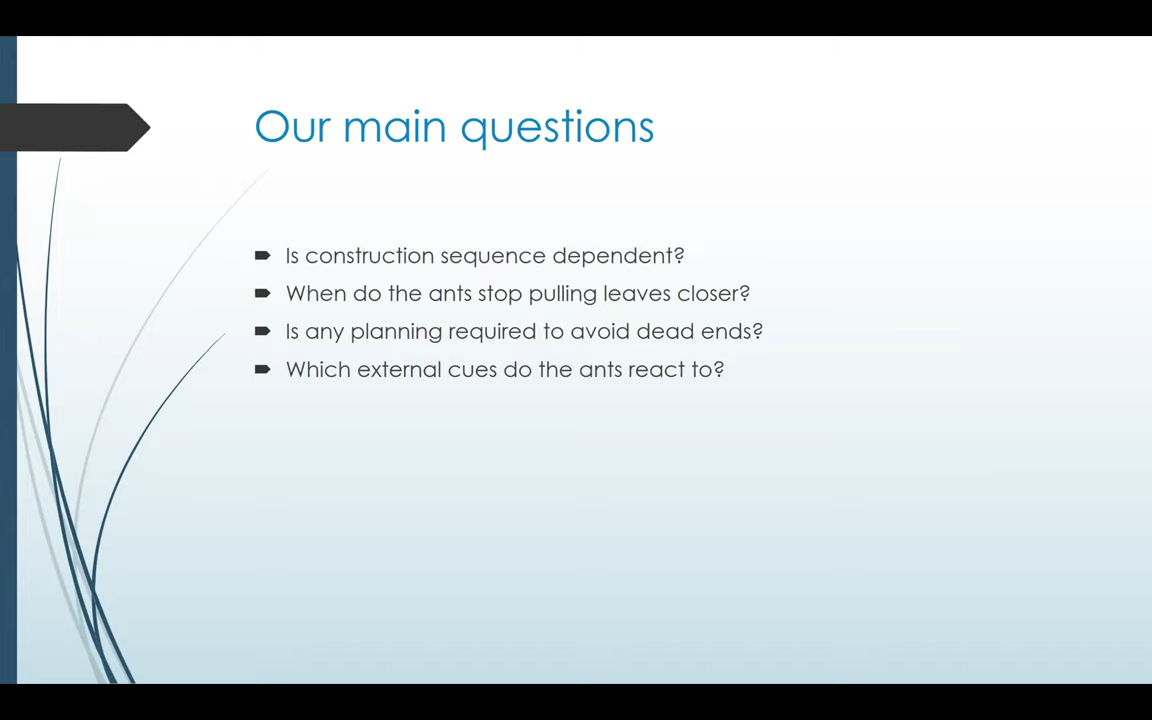 Our main questions
Is construction sequence dependent?
When do the ants stop pulling leaves closer?
Is any planning required to avoid dead ends?
Which external cues do the ants react to?